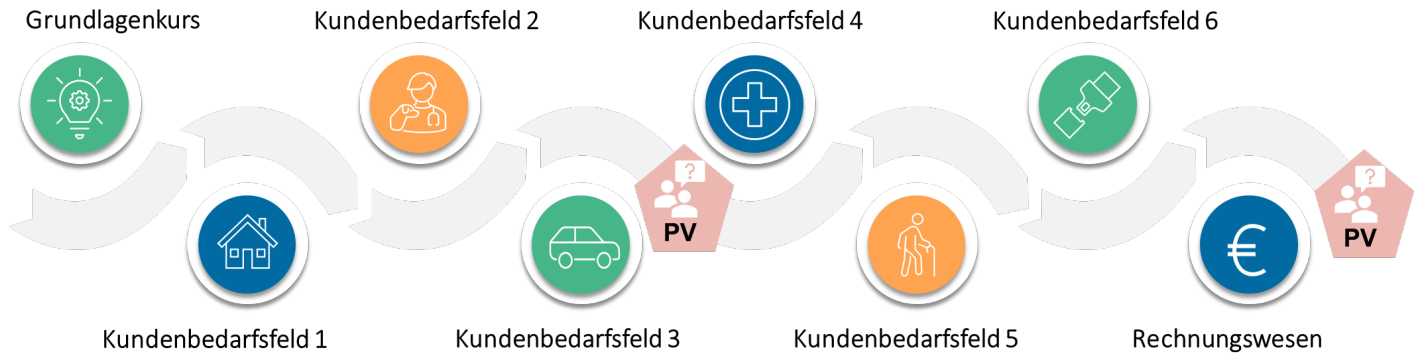 Grundlagenkurs
Kundenbedarfsfeld 2
Kundenbedarfsfeld 4
Kundenbedarfsfeld 6
?
PV
?
PV
€
Kundenbedarfsfeld 1
Kundenbedarfsfeld 3
Kundenbedarfsfeld 5
Rechnungswesen